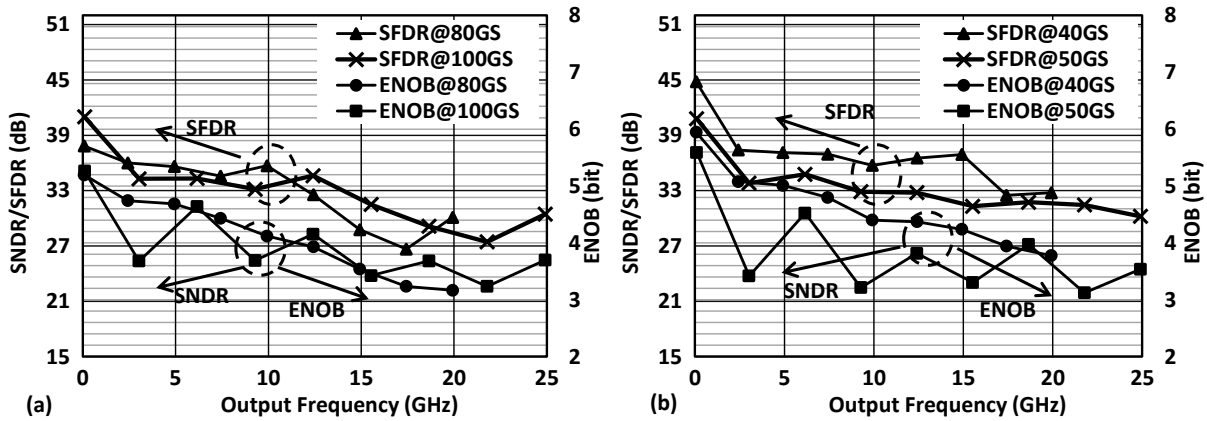 SNDR/SFDR (dB)
51
45
39
33
27
21
15
SFDR@80GS
SFDR@100GS
ENOB@80GS
ENOB@100GS
SFDR
SNDR
ENOB
8
7
6
5
4
3
2
ENOB (bit)
0 5 10 15 20 25
(a) Output Frequency (GHz)
SNDR/SFDR (dB)
51
45
39
33
27
21
15
SFDR@40GS
SFDR@50GS
ENOB@40GS
ENOB@50GS
SFDR
SNDR
ENOB
8
7
6
5
4
3
2
ENOB (bit)
0 5 10 15 20 25
(b) Output Frequency (GHz)